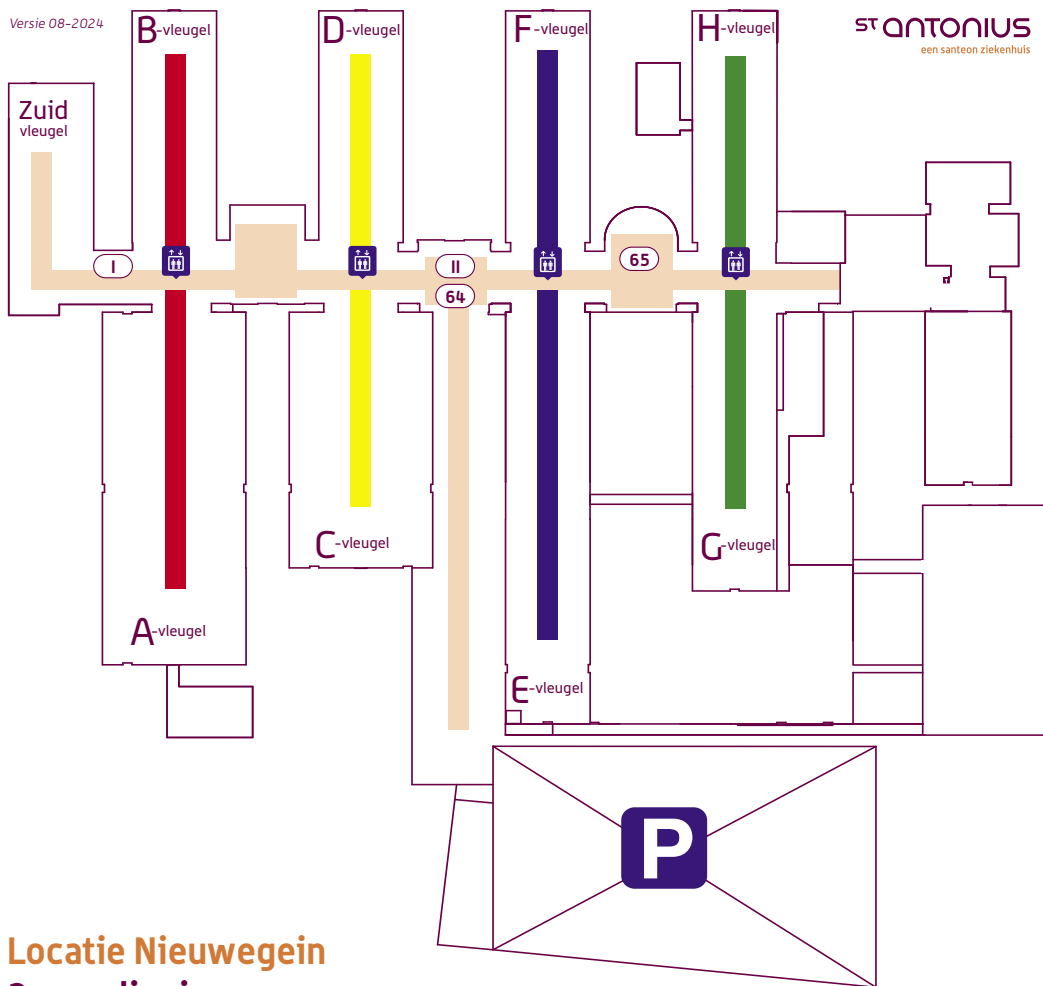 Versie 08-2024
B-vleugel
D-vleugel
F-vleugel
H-vleugel
ST ANTONIUS
een santeon ziekenhuis
Zuid
vleugel
I
II
64
65
C-vleugel
G-vleugel
A-vleugel
E-vleugel
P
Locatie Nieuwegein